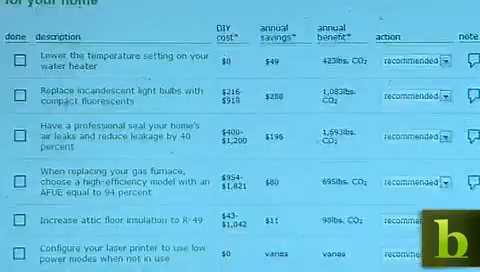 for your home
done description DIY cost* annual savings* annual benefit* action note
Lower the temperature setting on your water heater $0 $49 423lbs. CO₂ recommended
Replace incandescent light bulbs with compact fluorescents $216-$918 $288 1,083lbs. CO₂ recommended
Have a professional seal your home's air leaks and reduce leakage by 40 percent $400-$1,200 $196 1,693lbs. CO₂ recommended
When replacing your gas furnace, choose a high-efficiency model with an AFUE equal to 94 percent $954-$1,821 $80 695lbs. CO₂ recommended
Increase attic floor insulation to R-49 $43-$1,042 $11 98lbs. CO₂ recomme
Configure your laser printer to use low power modes when not in use $0 varies varies recomme
b